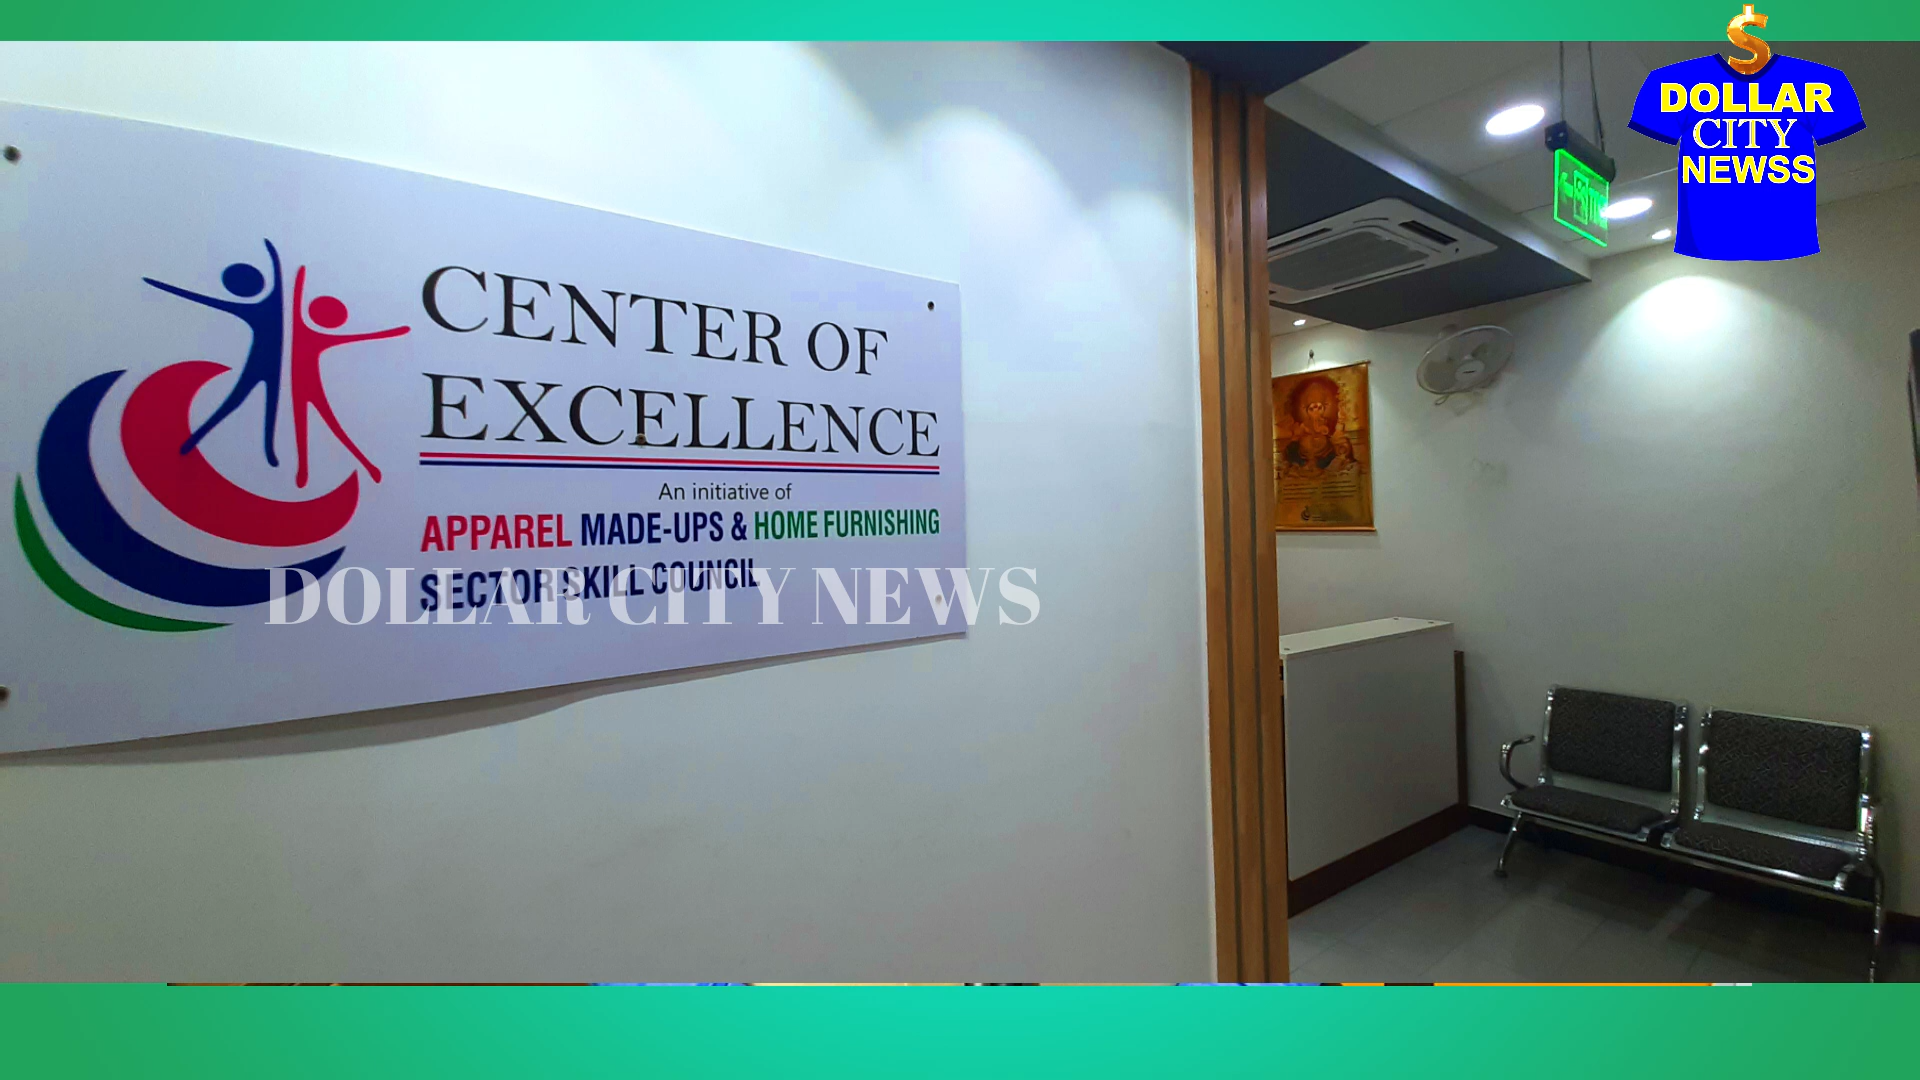 DOLLAR
CITY
NEWSS
CENTER OF
EXCELLENCE
An initiative of
APPAREL MADE-UPS & HOME FURNISHING
SECTOR SKILL COUNCIL
DOLLAR CITY NEWS
EXIT